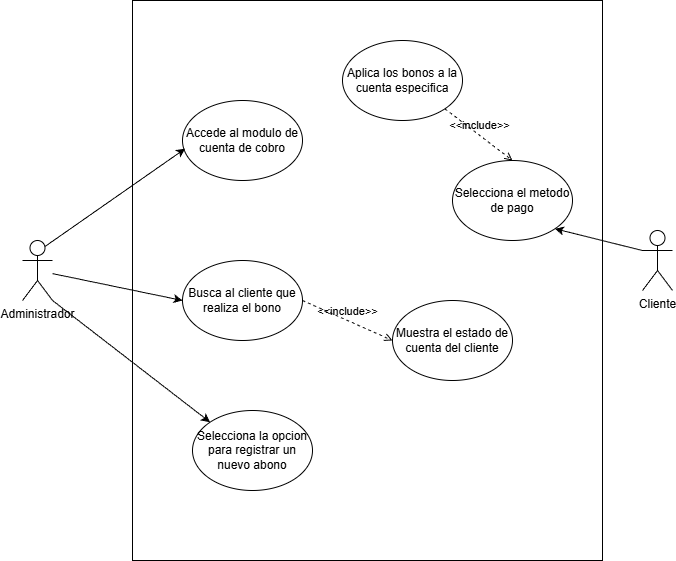 Aplica los bonos a la
cuenta especifica
<<include>>
Accede al modulo de
cuenta de cobro
Selecciona el metodo
de pago
Administrador
Cliente
Busca al cliente que
realiza el bono
<<include>>
Muestra el estado de
cuenta del cliente
Selecciona la opcion
para registrar un
nuevo abono